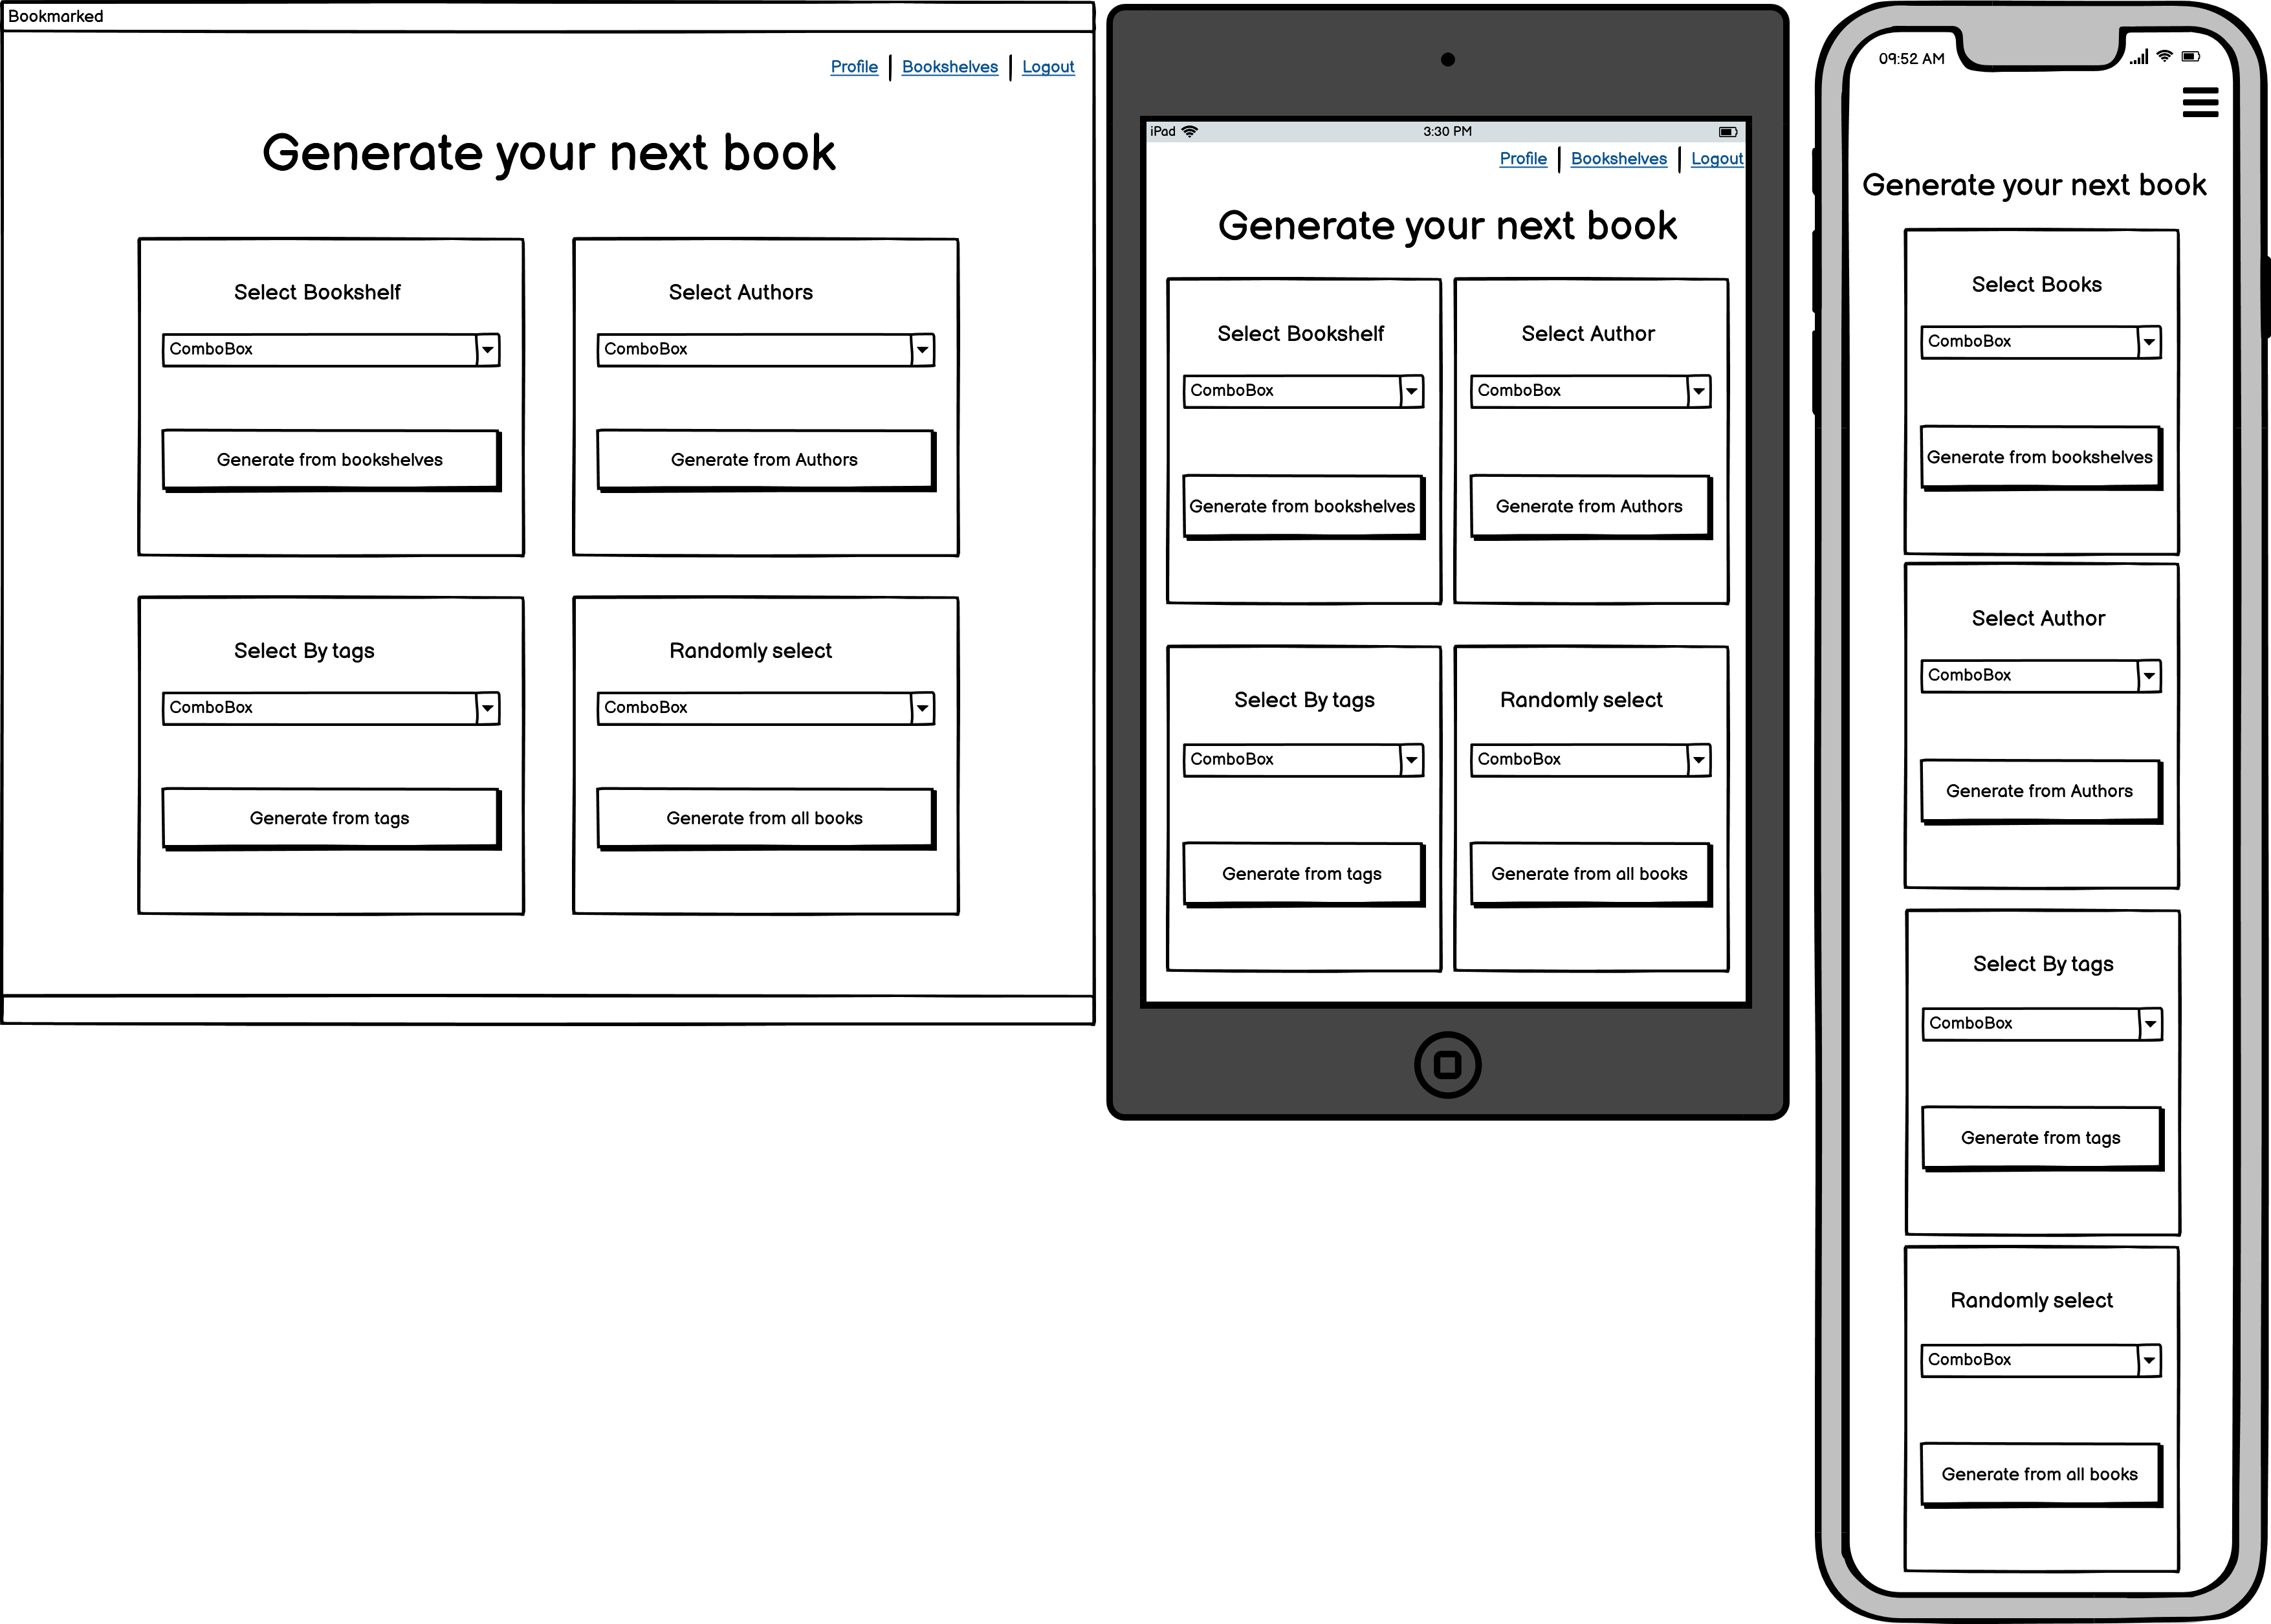 Bookmarked
Profile Bookshelves Logout
Generate your next book
Select Bookshelf
ComboBox
Generate from bookshelves
Select Authors
ComboBox
Generate from Authors
Select By tags
ComboBox
Generate from tags
Randomly select
ComboBox
Generate from all books
iPad 3:30 PM
Profile Bookshelves Logout
Generate your next book
Select Bookshelf
ComboBox
Generate from bookshelves
Select Author
ComboBox
Generate from Authors
Select By tags
ComboBox
Generate from tags
Randomly select
ComboBox
Generate from all books
09:52 AM
Generate your next book
Select Books
ComboBox
Generate from bookshelves
Select Author
ComboBox
Generate from Authors
Select By tags
ComboBox
Generate from tags
Randomly select
ComboBox
Generate from all books